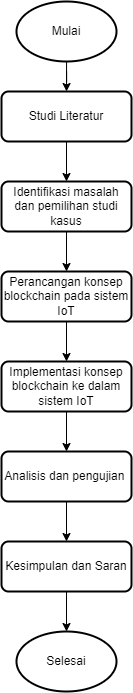 Mulai
Studi Literatur
Identifikasi masalah
dan pemilihan studi
kasus
Perancangan konsep
blockchain pada sistem
IoT
Implementasi konsep
blockchain ke dalam
sistem IoT
Analisis dan pengujian
Kesimpulan dan Saran
Selesai